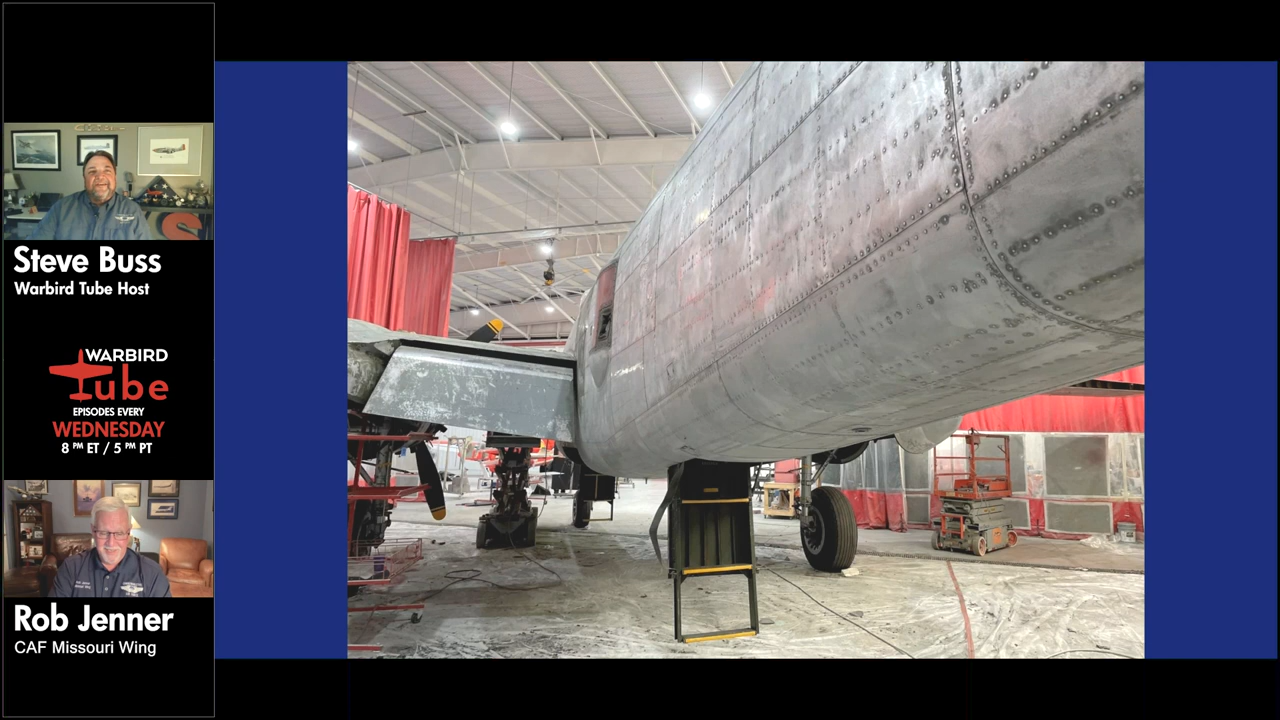 Steve Buss
Warbird Tube Host
WARBIRD
Tube
EPISODES EVERY
WEDNESDAY
8 PM ET / 5 PM PT
Rob Jenner
CAF Missouri Wing